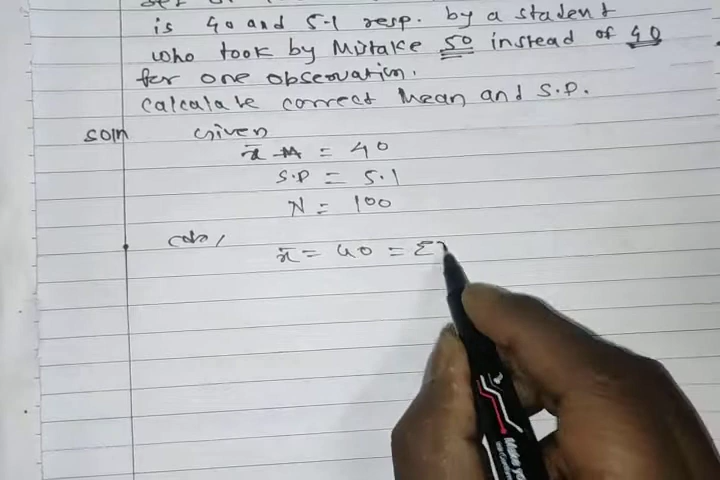 is 40 and 5.1 resp. by a student
who took by Mistake 50 instead of 40
for one observation.
calculate correct Mean and S.D.
soln Given
x̄ = 40
S.D = 5.1
N = 100
x̄ = 40 = Σ